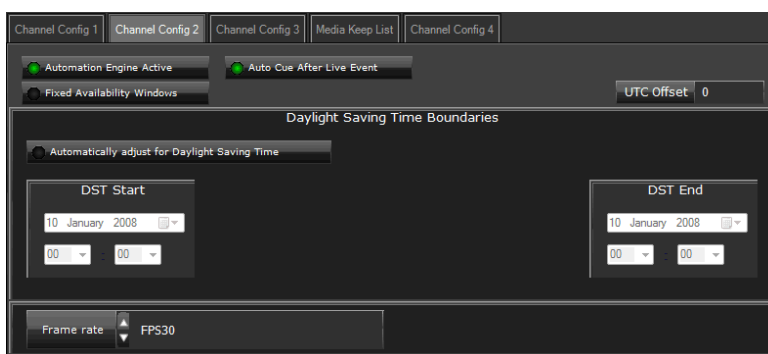 Channel Config 1 Channel Config 2 Channel Config 3 Media Keep List Channel Config 4
Automation Engine Active Auto Cue After Live Event
Fixed Availability Windows UTC Offset 0
Daylight Saving Time Boundaries
Automatically adjust for Daylight Saving Time
DST Start DST End
10 January 2008 10 January 2008
00 : 00 00 : 00
Frame rate FPS30